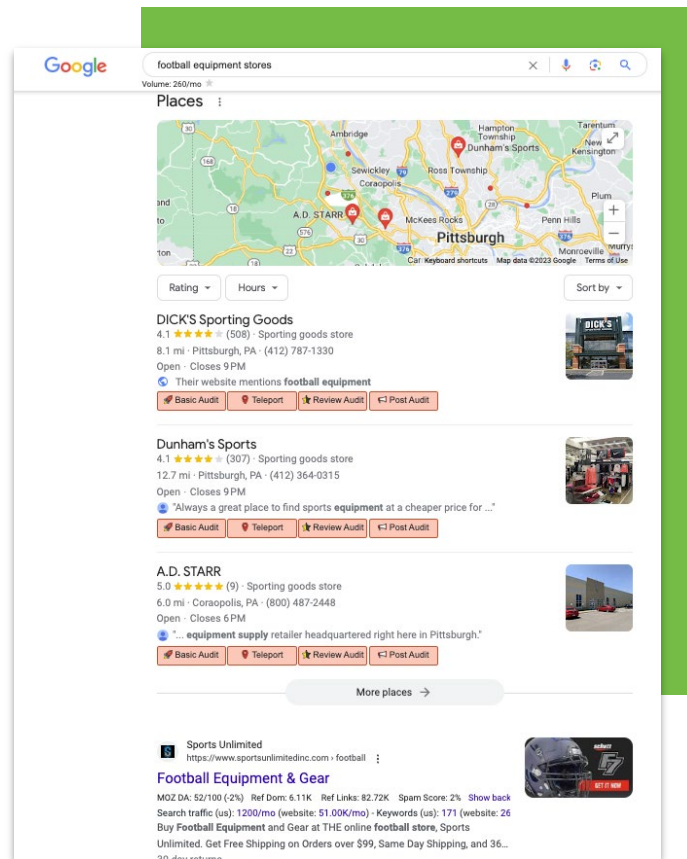 Google
football equipment stores
Volume: 260/mo
Places
Ambridge
Hampton
Township
Tarentum
Dunham's Sports
New
Kensington
Sewickley
Coraopolis
Ross Township
Plum
A.D. STARR
McKees Rocks
Penn Hills
Pittsburgh
Monroeville
Keyboard shortcuts Map data ©2023 Google Terms of Use
Rating
Hours
Sort by
DICK'S Sporting Goods
4.1 (508) · Sporting goods store
8.1 mi · Pittsburgh, PA · (412) 787-1330
Open · Closes 9 PM
Their website mentions football equipment
Basic Audit Teleport Review Audit Post Audit
DICK'S
Dunham's Sports
4.1 (307) · Sporting goods store
12.7 mi · Pittsburgh, PA · (412) 364-0315
Open · Closes 9 PM
"Always a great place to find sports equipment at a cheaper price for ..."
Basic Audit Teleport Review Audit Post Audit
A.D. STARR
5.0 (9) · Sporting goods store
6.0 mi · Coraopolis, PA · (800) 487-2448
Open · Closes 6 PM
"... equipment supply retailer headquartered right here in Pittsburgh."
Basic Audit Teleport Review Audit Post Audit
More places
Sports Unlimited
https://www.sportsunlimitedinc.com › football
Football Equipment & Gear
MOZ DA: 52/100 (-2%) Ref Dom: 6.11K Ref Links: 82.72K Spam Score: 2% Show back
Search traffic (us): 1200/mo (website: 51.00K/mo) - Keywords (us): 171 (website: 26
Buy Football Equipment and Gear at THE online football store, Sports
Unlimited. Get Free Shipping on Orders over $99, Same Day Shipping, and 36...
schutt
F7
GET IT NOW